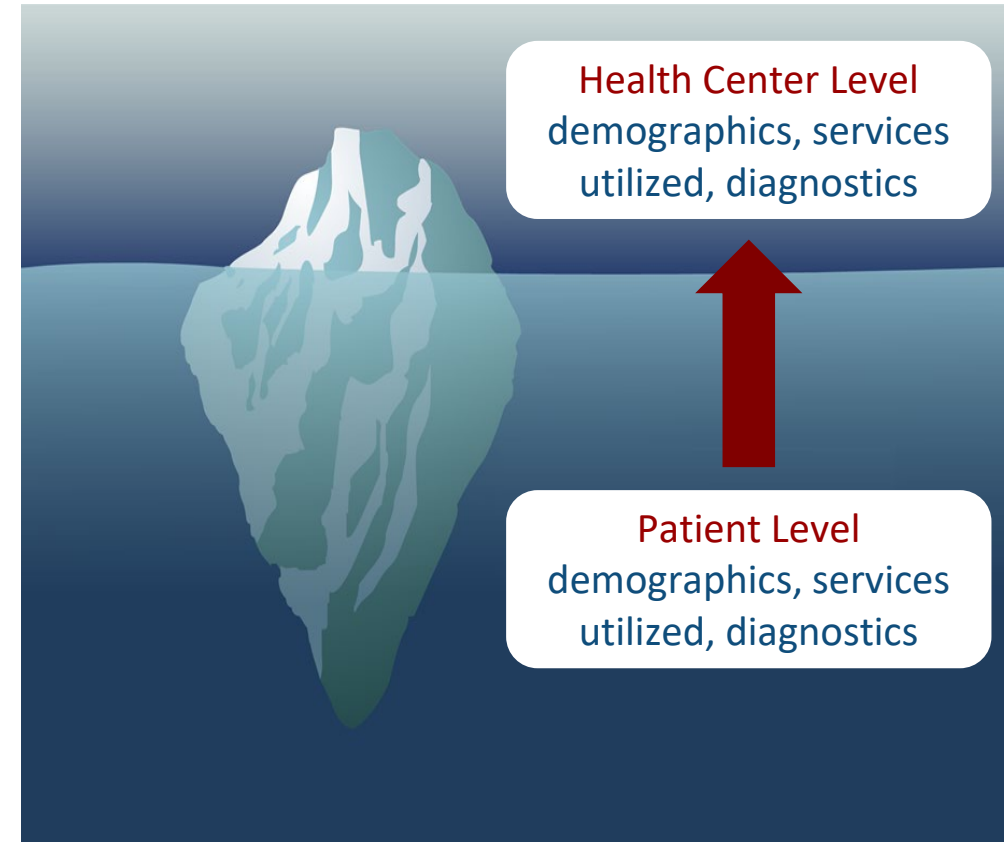 Health Center Level
demographics, services
utilized, diagnostics
Patient Level
demographics, services
utilized, diagnostics